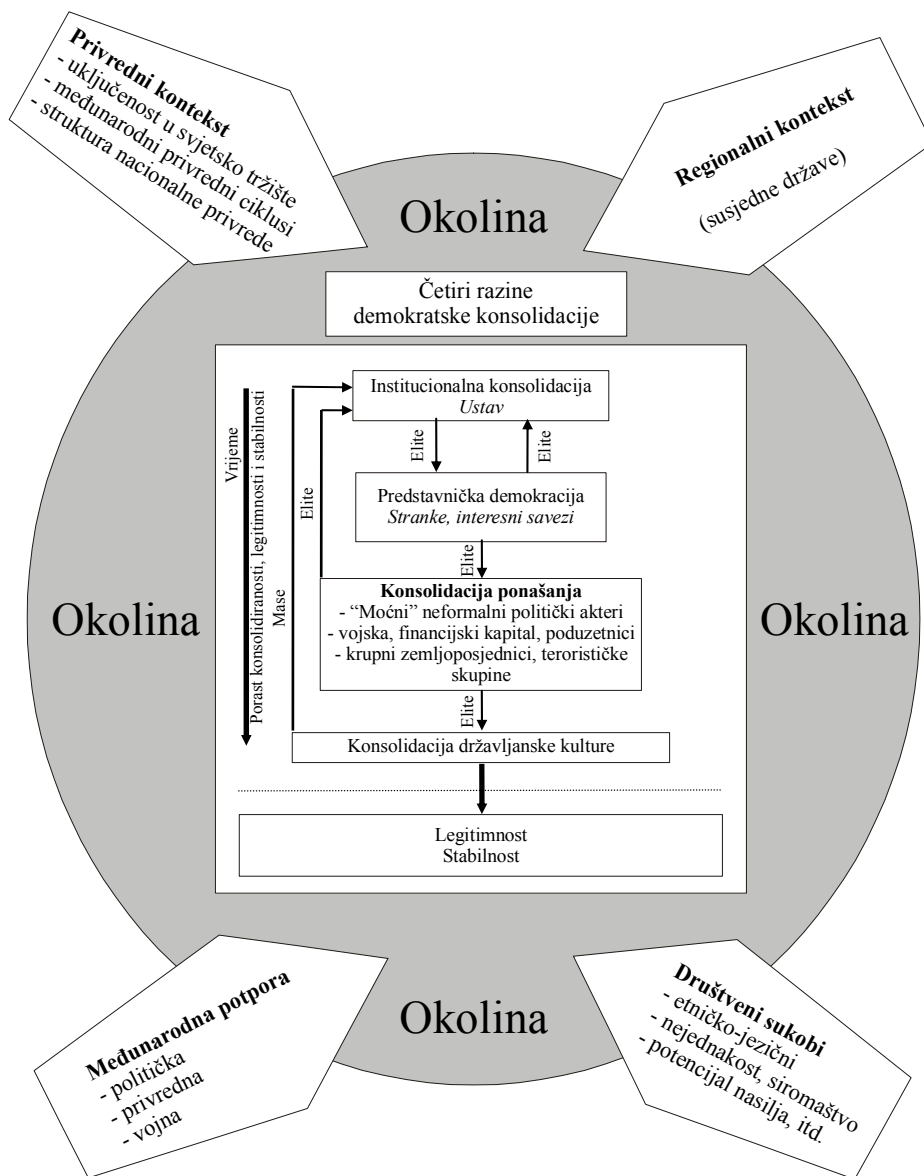 Privredni kontekst
- uključenost u svjetsko tržište
- međunarodni privredni ciklusi
- struktura nacionalne privrede
Regionalni kontekst
(susjedne države)
Okolina
Četiri razine
demokratske konsolidacije
Institucionalna konsolidacija
Ustav
Elite
Elite
Predstavnička demokracija
Stranke, interesni savezi
Vrijeme
Porast konsolidiranosti, legitimnosti i stabilnosti
Mase
Elite
Elite
Konsolidacija ponašanja
- “Moćni” neformalni politički akteri
- vojska, financijski kapital, poduzetnici
- krupni zemljoposjednici, terorističke
skupine
Okolina
Okolina
Elite
Konsolidacija državljanske kulture
Legitimnost
Stabilnost
Međunarodna potpora
- politička
- privredna
- vojna
Okolina
Društveni sukobi
- etničko-jezični
- nejednakost, siromaštvo
- potencijal nasilja, itd.